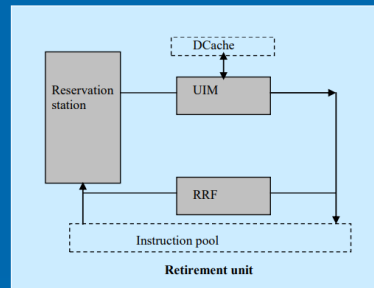 DCache
Reservation
station
UIM
RRF
Instruction pool
Retirement unit